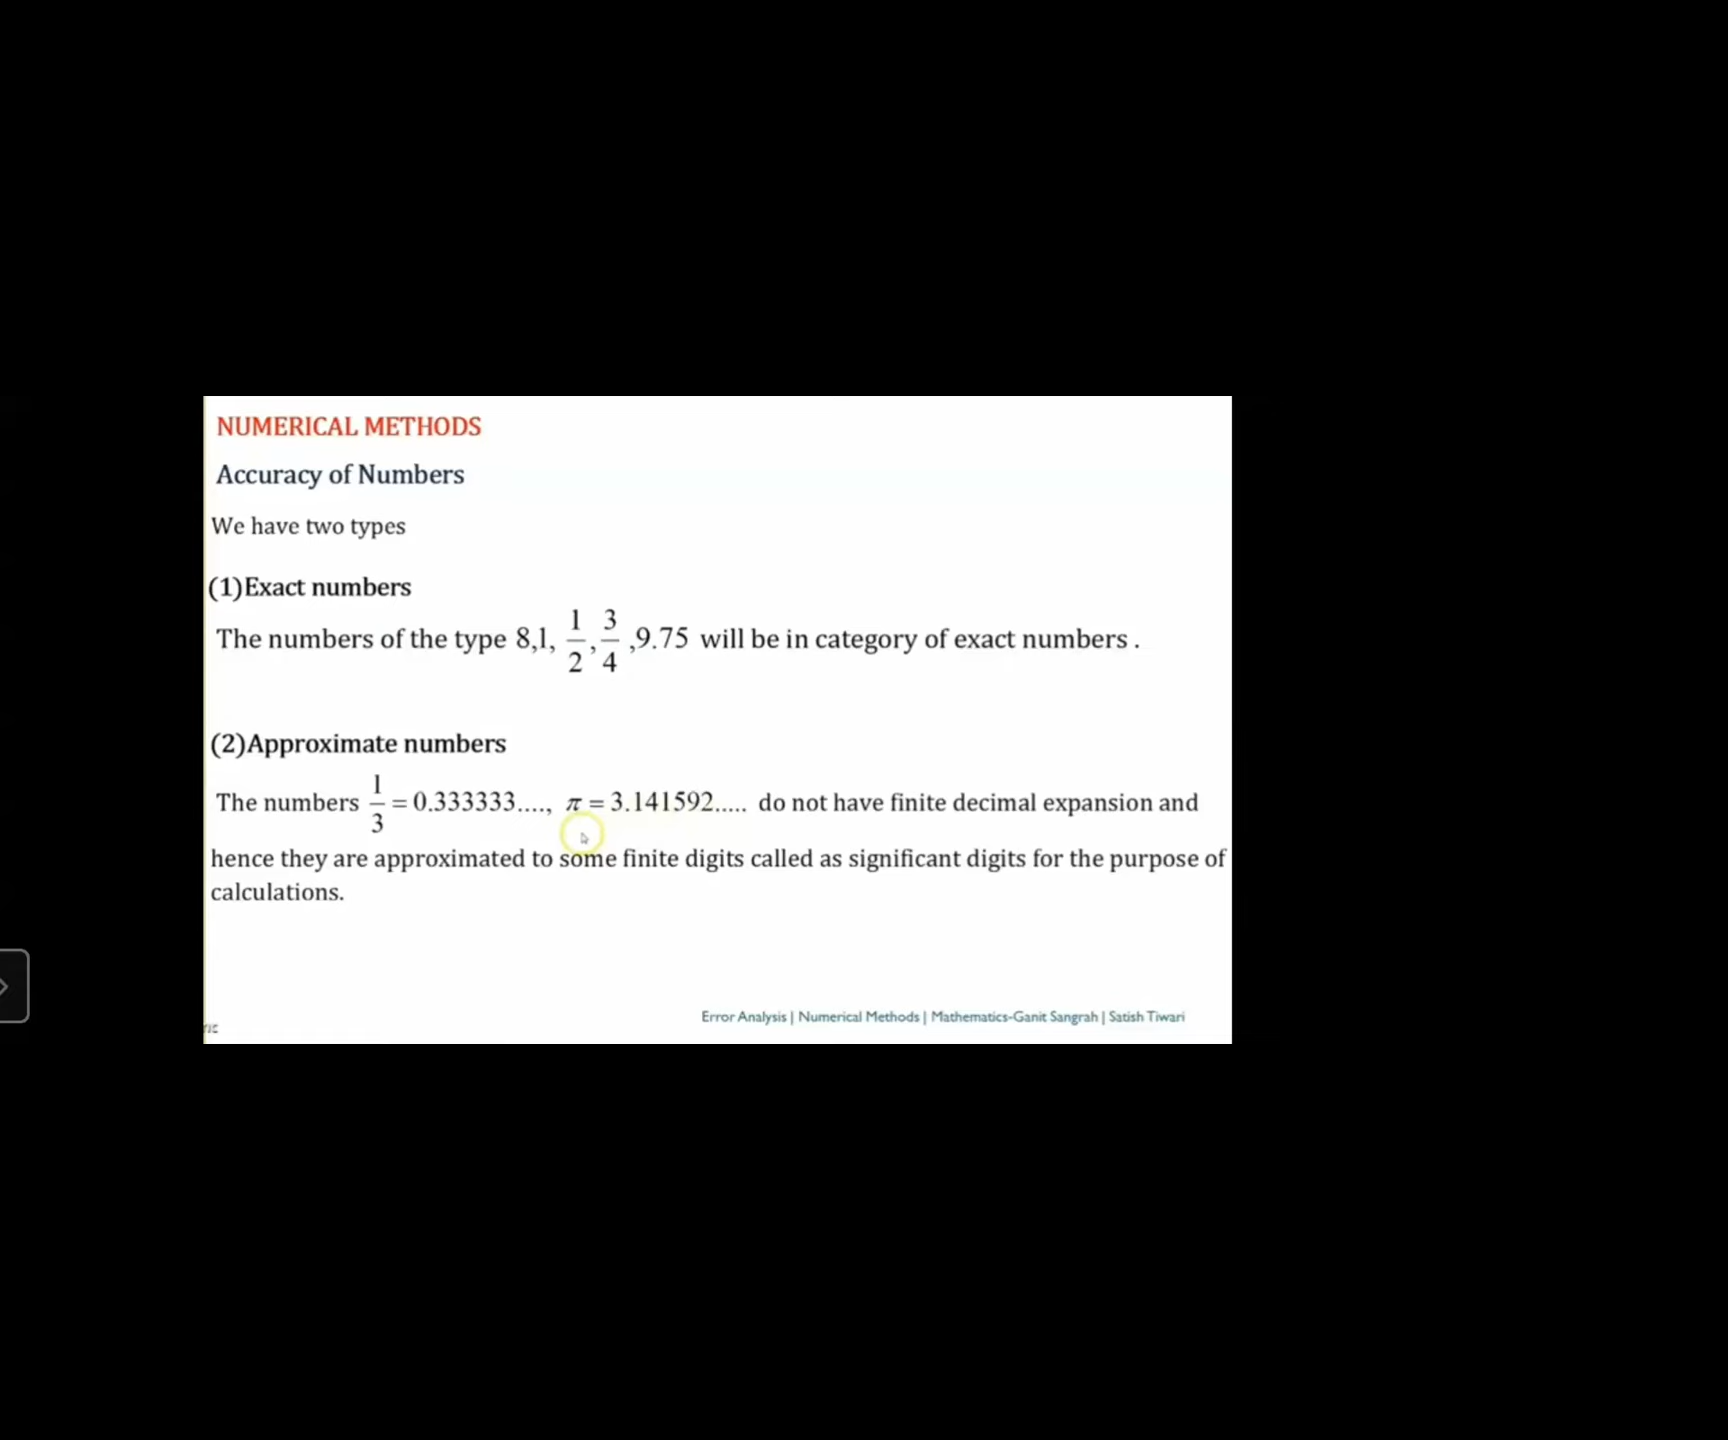 NUMERICAL METHODS
Accuracy of Numbers
We have two types
(1)Exact numbers
The numbers of the type 8,1, 1/2, 3/4 ,9.75 will be in category of exact numbers .
(2)Approximate numbers
The numbers 1/3 = 0.333333...., π = 3.141592..... do not have finite decimal expansion and
hence they are approximated to some finite digits called as significant digits for the purpose of
calculations.
Error Analysis | Numerical Methods | Mathematics-Ganit Sangrah | Satish Tiwari